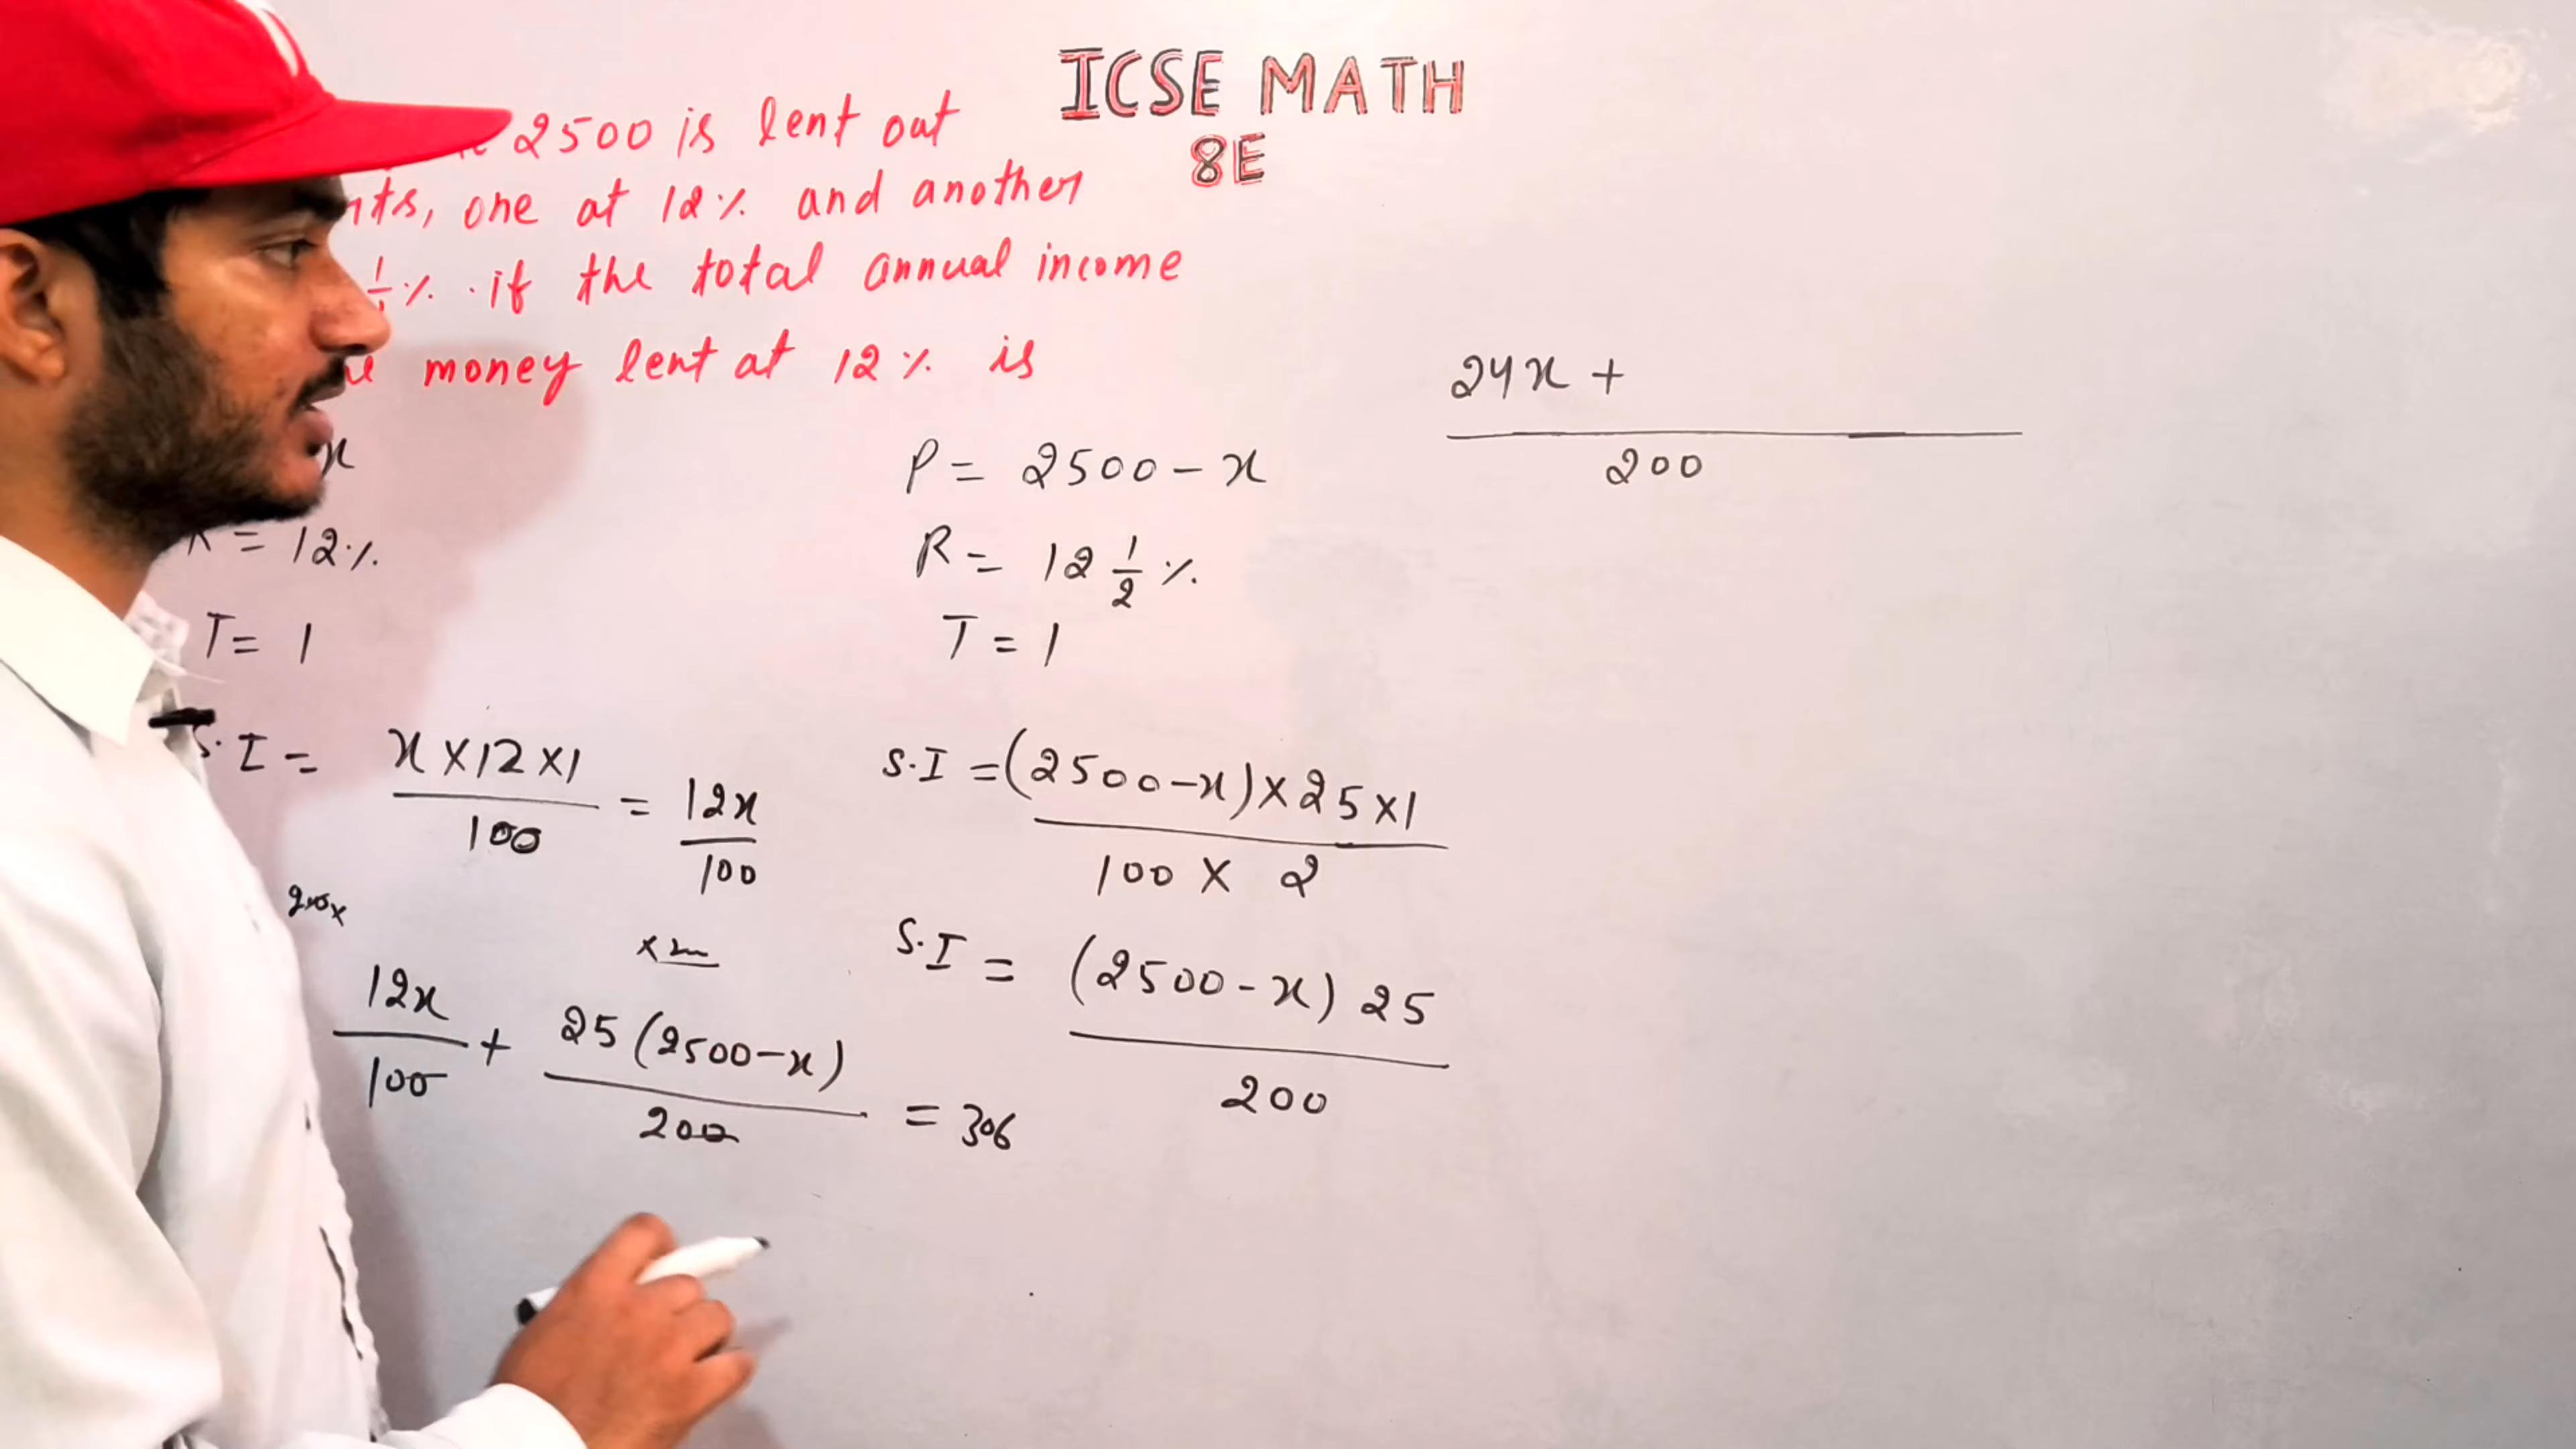 ICSE MATH
8E
2500 is lent out
one at 12% and another
% . if the total annual income
money lent at 12% is
x
R = 12%
T = 1
S.I = x × 12 × 1 / 100 = 12x / 100
P = 2500 - x
R = 12 1/2 %
T = 1
S.I = (2500 - x) × 25 × 1 / 100 × 2
S.I = (2500 - x) 25 / 200
12x / 100 + 25 (2500 - x) / 200 = 306
24x + / 200